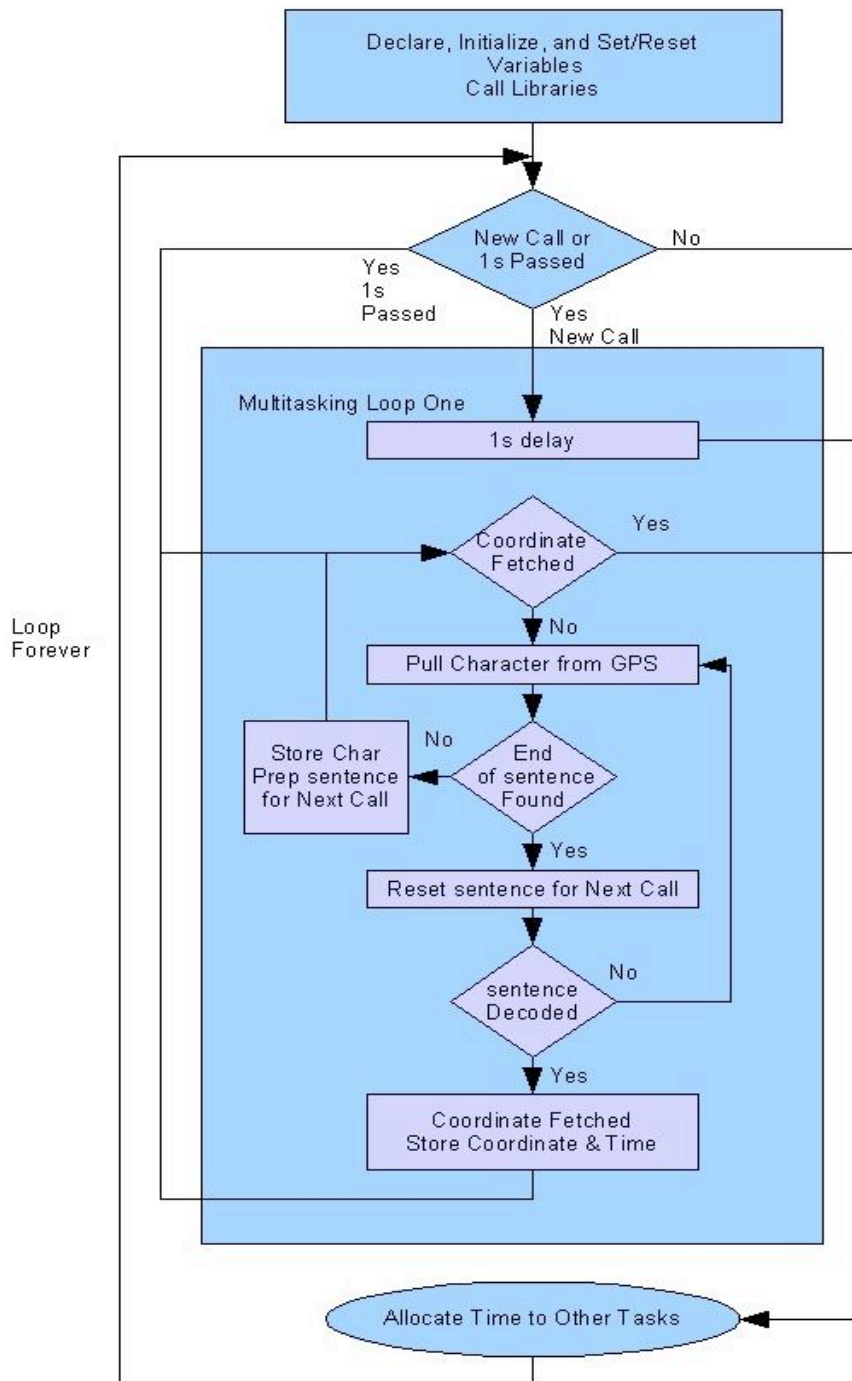 Declare, Initialize, and Set/Reset
Variables
Call Libraries
New Call or
1s Passed
No
Yes
1s
Passed
Yes
New Call
Multitasking Loop One
1s delay
Coordinate
Fetched
Yes
No
Loop
Forever
Pull Character from GPS
Store Char
Prep sentence
for Next Call
No
End
of sentence
Found
Yes
Reset sentence for Next Call
sentence
Decoded
No
Yes
Coordinate Fetched
Store Coordinate & Time
Allocate Time to Other Tasks